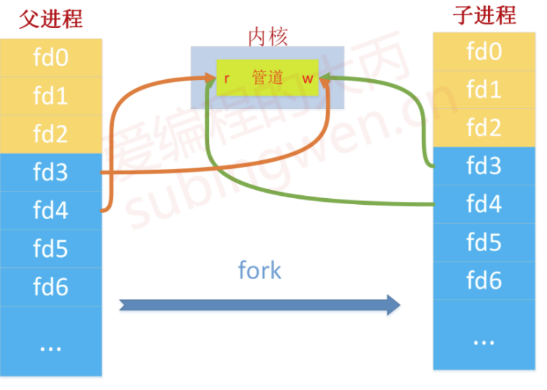 父进程
fd0
fd1
fd2
fd3
fd4
fd5
fd6
...
内核
r 管道 w
爱编程的大丙
subingwen.cn
fork
子进程
fd0
fd1
fd2
fd3
fd4
fd5
fd6
...